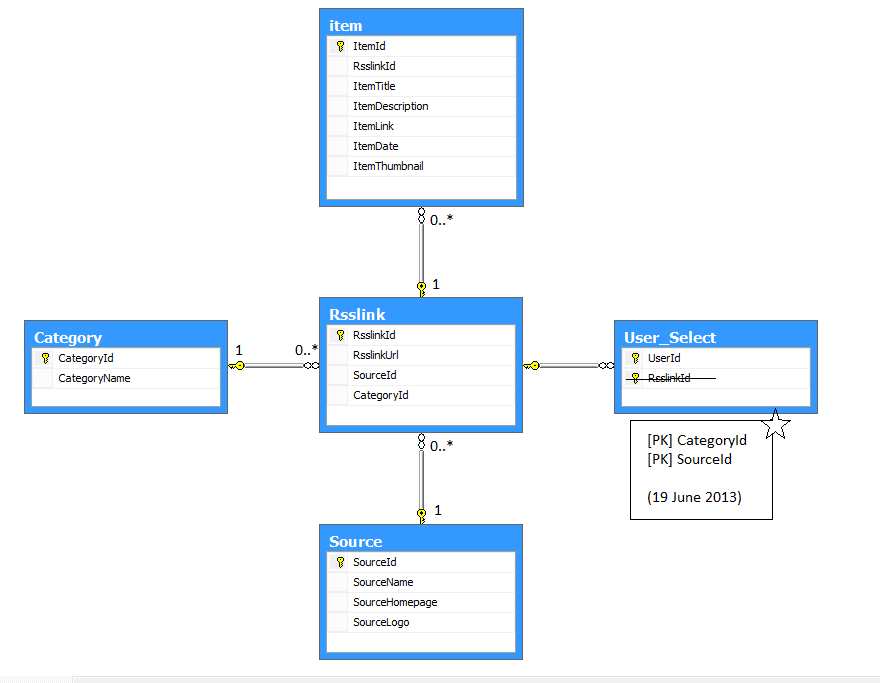 item
ItemId
RsslinkId
ItemTitle
ItemDescription
ItemLink
ItemDate
ItemThumbnail
0..*
1
Category
CategoryId
CategoryName
1
0..*
Rsslink
RsslinkId
RsslinkUrl
SourceId
CategoryId
User_Select
UserId
RsslinkId
[PK] CategoryId
[PK] SourceId
(19 June 2013)
0..*
1
Source
SourceId
SourceName
SourceHomepage
SourceLogo